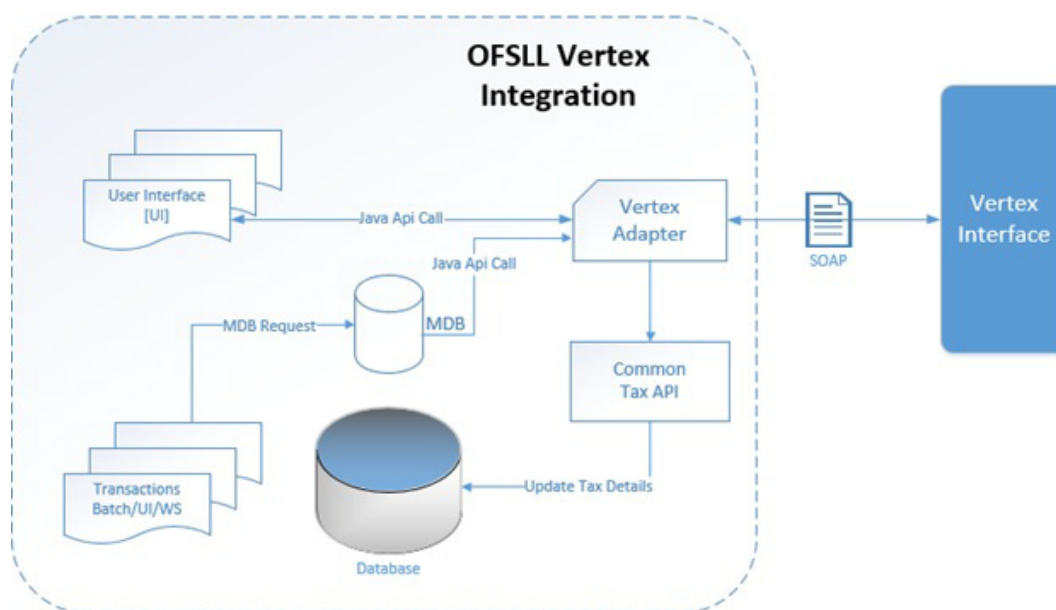 OFSLL Vertex
Integration
User Interface
[UI]
Java Api Call
Vertex
Adapter
SOAP
Vertex
Interface
Java Api Call
MDB Request
MDB
Common
Tax API
Transactions
Batch/UI/WS
Update Tax Details
Database